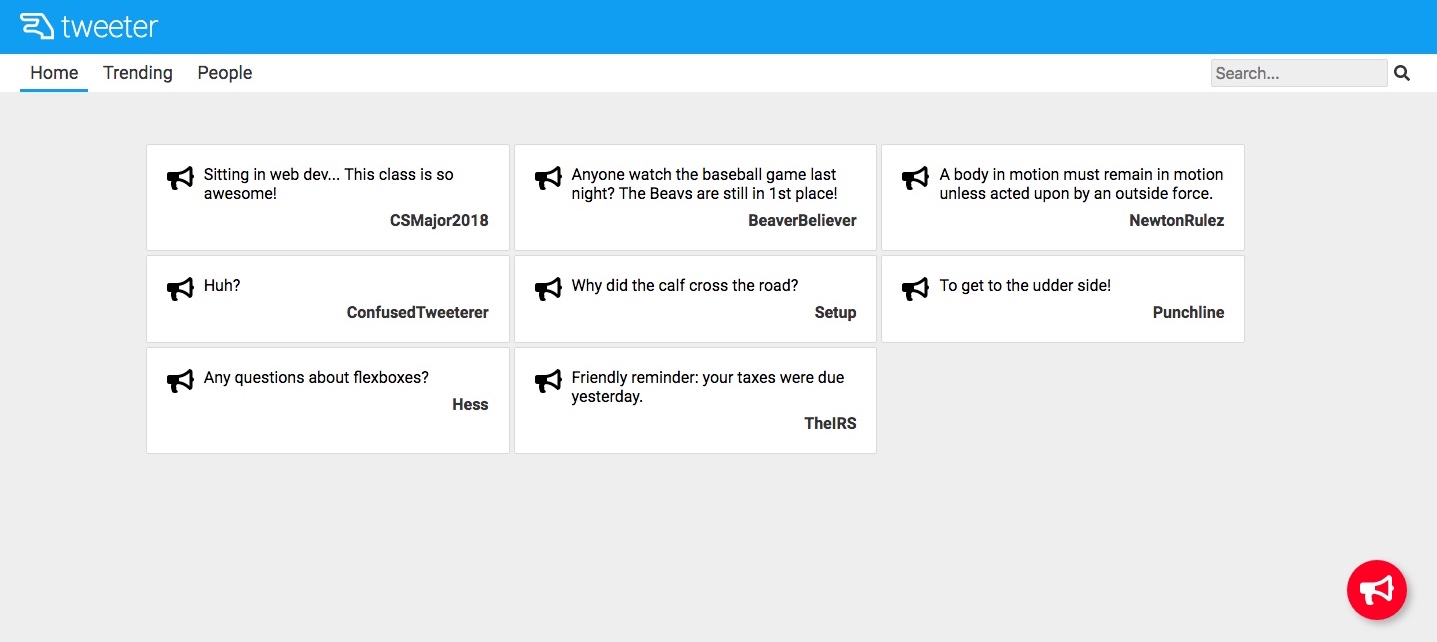 tweeter
Home Trending People Search...
Sitting in web dev... This class is so
awesome!
CSMajor2018
Anyone watch the baseball game last
night? The Beavs are still in 1st place!
BeaverBeliever
A body in motion must remain in motion
unless acted upon by an outside force.
NewtonRulez
Huh?
ConfusedTweeterer
Why did the calf cross the road?
Setup
To get to the udder side!
Punchline
Any questions about flexboxes?
Hess
Friendly reminder: your taxes were due
yesterday.
TheIRS